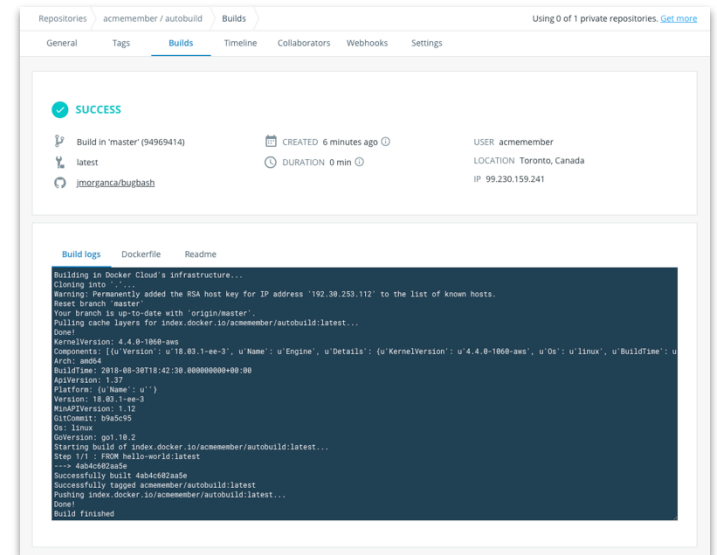 Repositories acmemember / autobuild Builds Using 0 of 1 private repositories. Get more
General Tags Builds Timeline Collaborators Webhooks Settings
SUCCESS
Build in 'master' (94969414) CREATED 6 minutes ago USER acmemember
latest DURATION 0 min LOCATION Toronto, Canada
jmorganca/bugbash IP 99.230.159.241
Build logs Dockerfile Readme
Building in Docker Cloud's infrastructure...
Cloning into '.'...
Warning: Permanently added the RSA host key for IP address '192.30.253.112' to the list of known hosts.
Reset branch 'master'
Your branch is up-to-date with 'origin/master'.
Pulling cache layers for index.docker.io/acmemember/autobuild:latest...
Done!
KernelVersion: 4.4.0-1060-aws
Components: [{u'Version': u'18.03.1-ee-3', u'Name': u'Engine', u'Details': {u'KernelVersion': u'4.4.0-1060-aws', u'Os': u'linux', u'BuildTime': u
Arch: amd64
BuildTime: 2018-08-30T18:42:30.000000000+00:00
ApiVersion: 1.37
Platform: {u'Name': u''}
Version: 18.03.1-ee-3
MinAPIVersion: 1.12
GitCommit: b9a5c95
Os: linux
GoVersion: go1.10.2
Starting build of index.docker.io/acmemember/autobuild:latest...
Step 1/1 : FROM hello-world:latest
---> 4ab4c602aa5e
Successfully built 4ab4c602aa5e
Successfully tagged acmemember/autobuild:latest
Pushing index.docker.io/acmemember/autobuild:latest...
Done!
Build finished